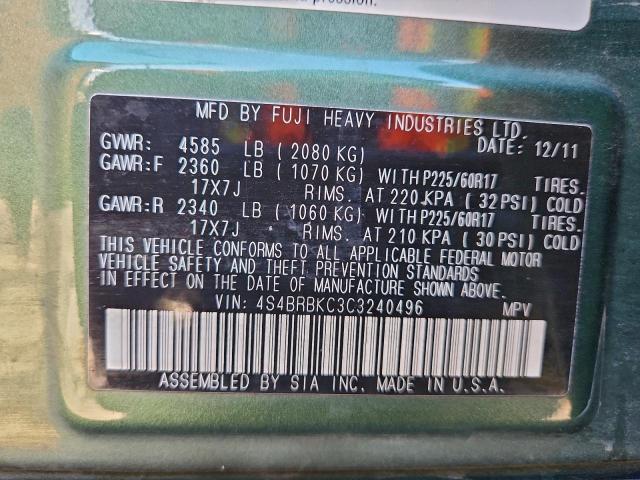 precision.
MFD BY FUJI HEAVY INDUSTRIES LTD.
GVWR: 4585 LB ( 2080 KG) DATE: 12/11
GAWR:F 2360 LB ( 1070 KG) WITH P225/60R17 TIRES.
17X7J RIMS. AT 220 KPA ( 32 PSI) COLD
GAWR:R 2340 LB ( 1060 KG) WITH P225/60R17 TIRES.
17X7J RIMS. AT 210 KPA ( 30 PSI) COLD
THIS VEHICLE CONFORMS TO ALL APPLICABLE FEDERAL MOTOR
VEHICLE SAFETY AND THEFT PREVENTION STANDARDS
IN EFFECT ON THE DATE OF MANUFACTURE SHOWN ABOVE.
VIN: 4S4BRBKC3C3240496 MPV
ASSEMBLED BY SIA INC. MADE IN U.S.A.